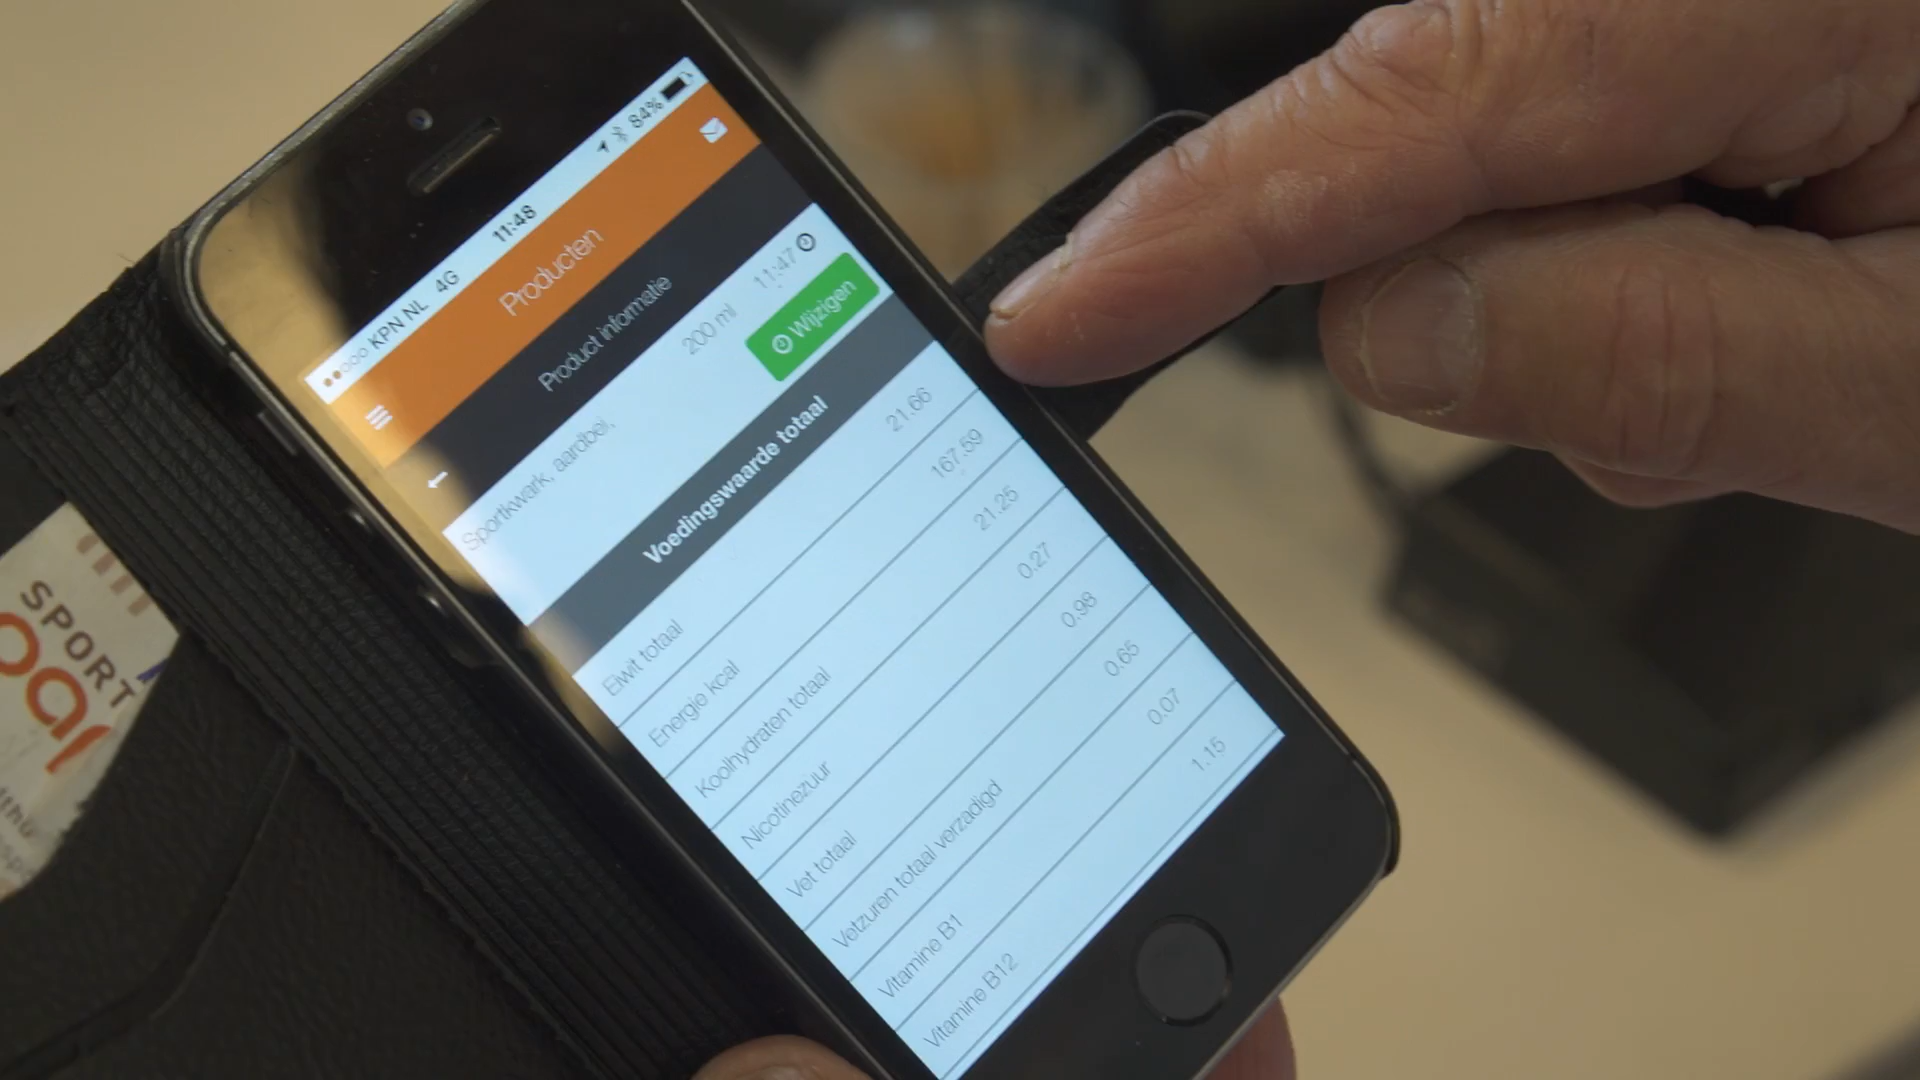 KPN NL 4G 11:48 84%
Producten
Product informatie
Sportkwark, aardbei, 200 ml 11:47
Wijzigen
Voedingswaarde totaal
Eiwit totaal 21.66
Energie kcal 167.59
Koolhydraten totaal 21.25
Nicotinezuur 0.27
Vet totaal 0.98
Vetzuren totaal verzadigd 0.65
Vitamine B1 0.07
Vitamine B12 1.15
SPORT